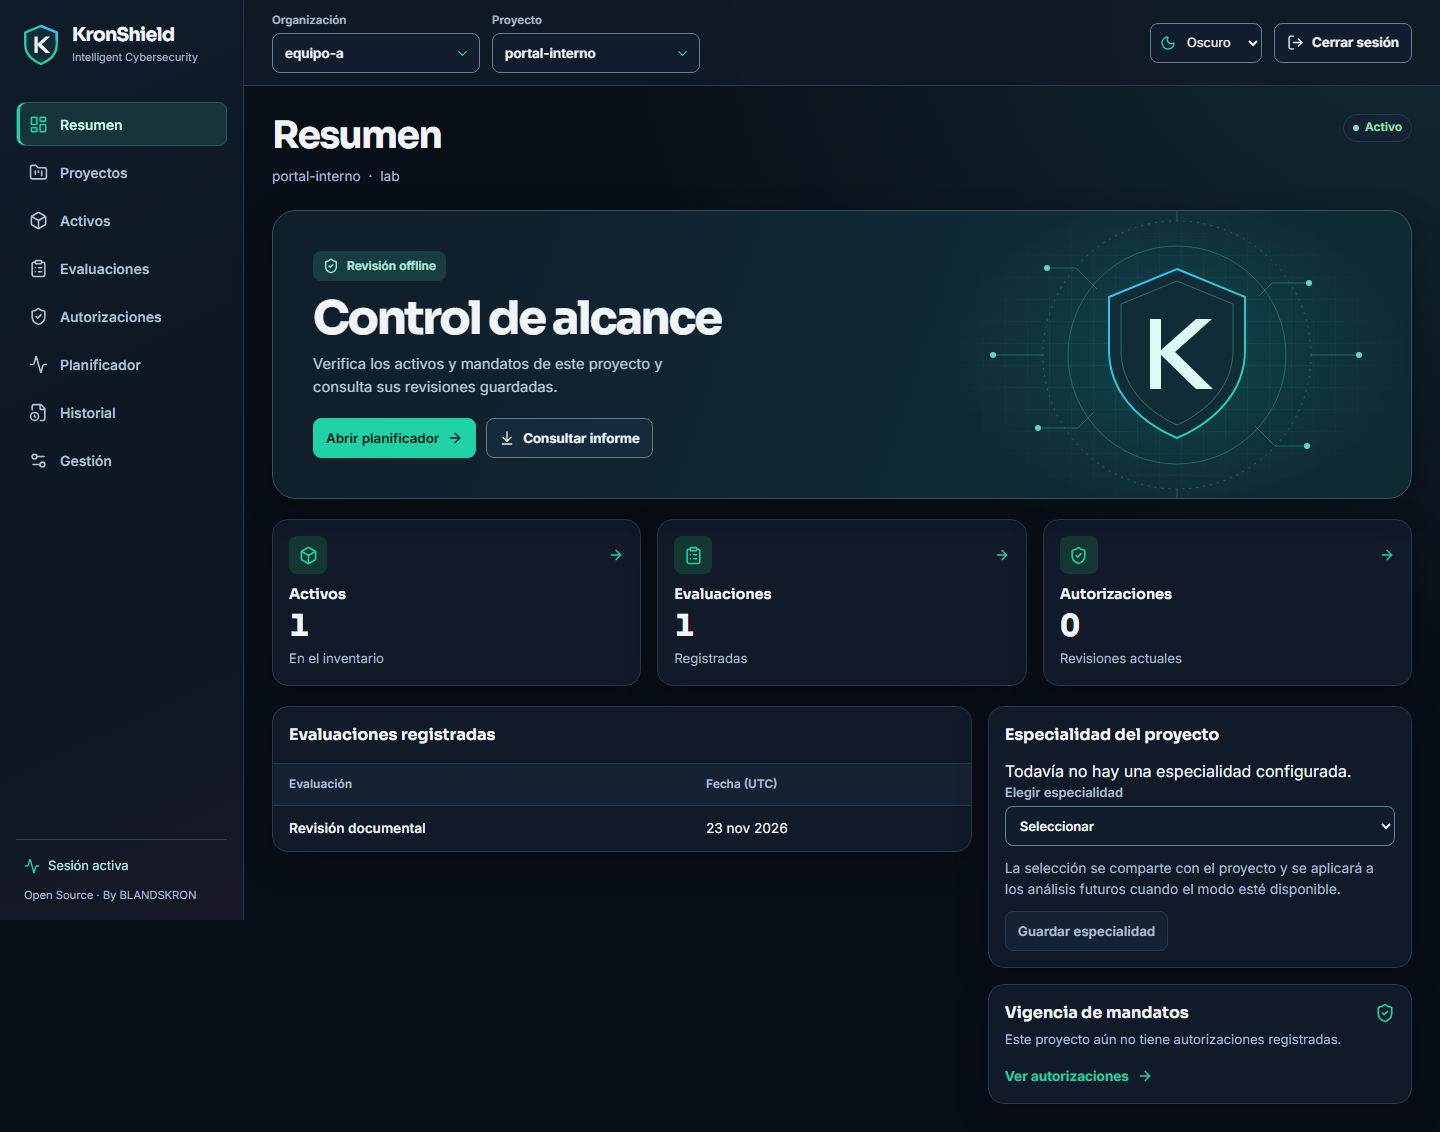 KronShield
Intelligent Cybersecurity
Organización
equipo-a
Proyecto
portal-interno
Oscuro
Cerrar sesión
Resumen
Proyectos
Activos
Evaluaciones
Autorizaciones
Planificador
Historial
Gestión
Sesión activa
Open Source · By BLANDSKRON
Resumen
Activo
portal-interno · lab
Revisión offline
Control de alcance
Verifica los activos y mandatos de este proyecto y
consulta sus revisiones guardadas.
Abrir planificador
Consultar informe
K
Activos
1
En el inventario
Evaluaciones
1
Registradas
Autorizaciones
0
Revisiones actuales
Evaluaciones registradas
Evaluación
Fecha (UTC)
Revisión documental
23 nov 2026
Especialidad del proyecto
Todavía no hay una especialidad configurada.
Elegir especialidad
Seleccionar
La selección se comparte con el proyecto y se aplicará a
los análisis futuros cuando el modo esté disponible.
Guardar especialidad
Vigencia de mandatos
Este proyecto aún no tiene autorizaciones registradas.
Ver autorizaciones